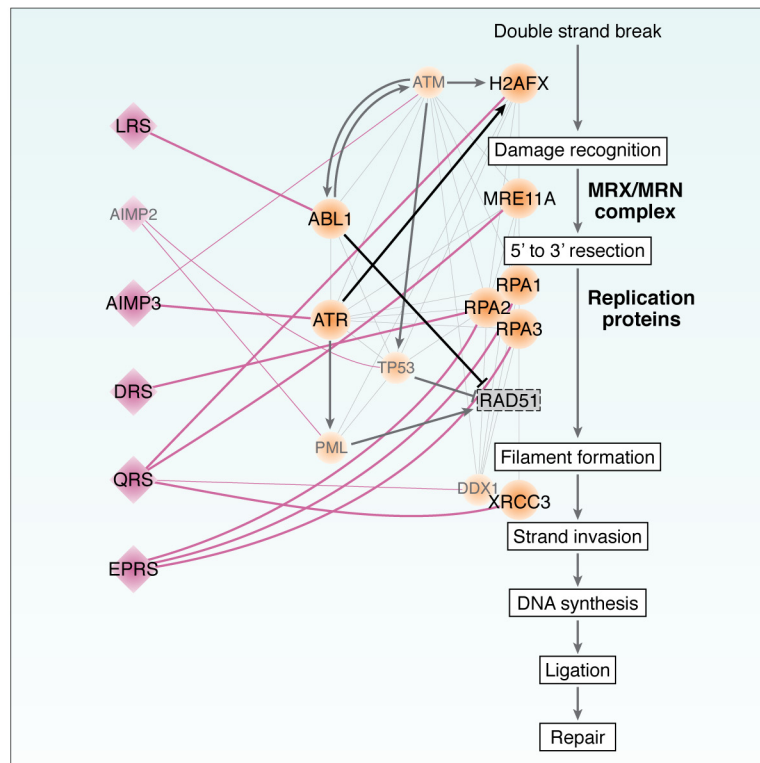 Double strand break
ATM
H2AFX
LRS
Damage recognition
MRE11A
MRX/MRN
complex
AIMP2
ABL1
5' to 3' resection
RPA1
AIMP3
RPA2
Replication
proteins
ATR
RPA3
TP53
DRS
RAD51
PML
Filament formation
QRS
DDX1
XRCC3
Strand invasion
EPRS
DNA synthesis
Ligation
Repair